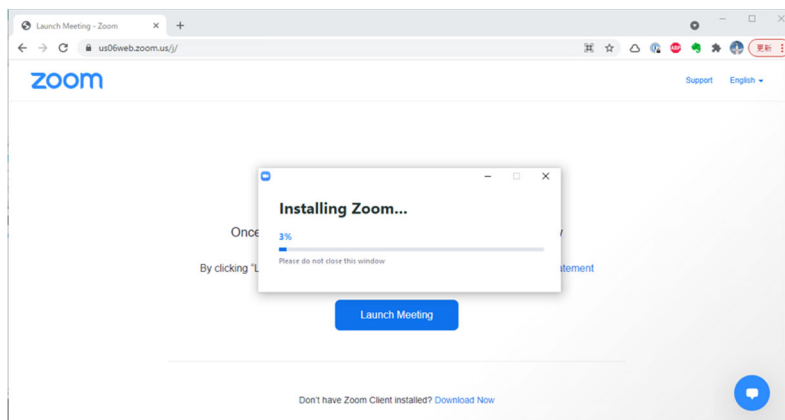 Launch Meeting - Zoom
us06web.zoom.us/j/
更新
zoom
Support English
Installing Zoom...
Once
3%
Please do not close this window
By clicking "L
tement
Launch Meeting
Don't have Zoom Client installed? Download Now